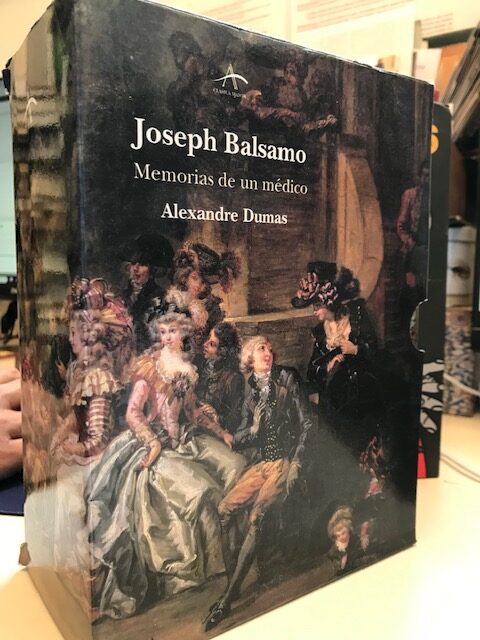 Joseph Balsamo
Memorias de un médico
Alexandre Dumas